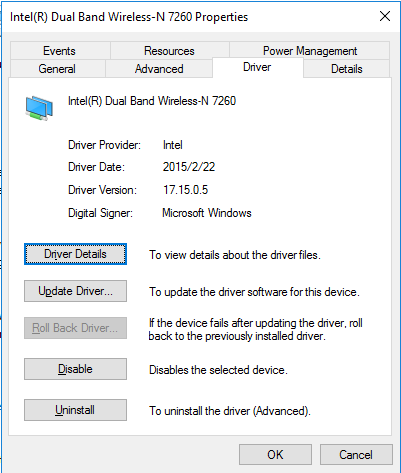 Intel(R) Dual Band Wireless-N 7260 Properties
Events Resources Power Management
General Advanced Driver Details
Intel(R) Dual Band Wireless-N 7260
Driver Provider: Intel
Driver Date: 2015/2/22
Driver Version: 17.15.0.5
Digital Signer: Microsoft Windows
Driver Details To view details about the driver files.
Update Driver... To update the driver software for this device.
Roll Back Driver... If the device fails after updating the driver, roll
back to the previously installed driver.
Disable Disables the selected device.
Uninstall To uninstall the driver (Advanced).
OK Cancel